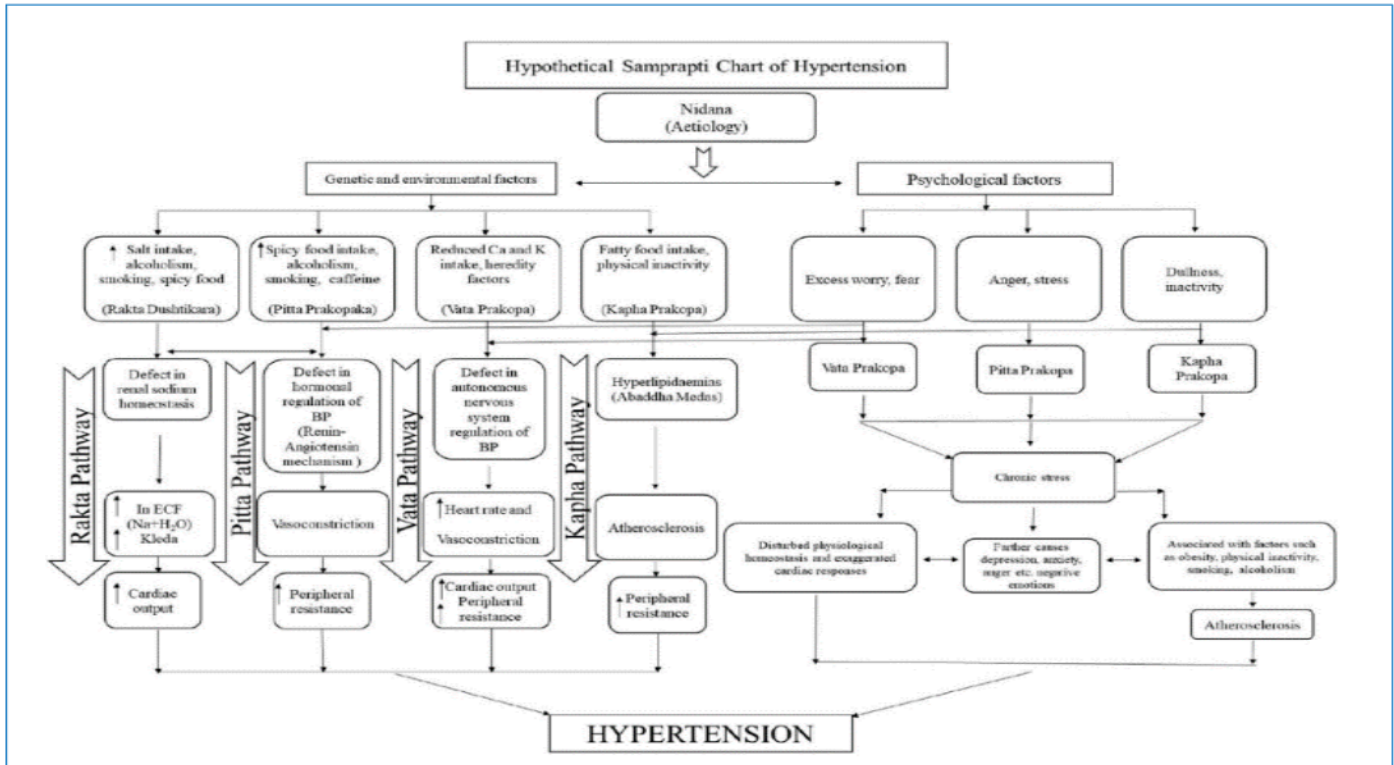 Hypothetical Samprapti Chart of Hypertension
Nidana
(Aetiology)
Genetic and environmental factors
Psychological factors
↑ Salt intake,
alcoholism,
smoking, spicy food
(Rakta Dushtikara)
↑ Spicy food intake,
alcoholism,
smoking, caffeine
(Pitta Prakopaka)
Reduced Ca and K
intake, heredity
factors
(Vata Prakopa)
Fatty food intake,
physical inactivity
(Kapha Prakopa)
Excess worry, fear
Anger, stress
Dullness,
inactivity
Rakta Pathway
Defect in
renal sodium
homeostasis
Pitta Pathway
Defect in
hormonal
regulation of BP
(Renin-
Angiotensin
mechanism )
Vata Pathway
Defect in
autonomous
nervous
system
regulation of
BP
Kapha Pathway
Hyperlipidaemias
(Abaddha Medas)
Vata Prakopa
Pitta Prakopa
Kapha
Prakopa
Chronic stress
↑ In ECF
(Na+H₂O)
↑ Kleda
Vasoconstriction
↑ Heart rate and
Vasoconstriction
Atherosclerosis
Disturbed physiological
homeostasis and exaggerated
cardiac responses
Further causes
depression, anxiety,
anger etc. negative
emotions
Associated with factors such
as obesity, physical inactivity,
smoking, alcoholism
↑ Cardiac
output
↑ Peripheral
resistance
↑ Cardiac output
↑ Peripheral
resistance
↑ Peripheral
resistance
Atherosclerosis
HYPERTENSION